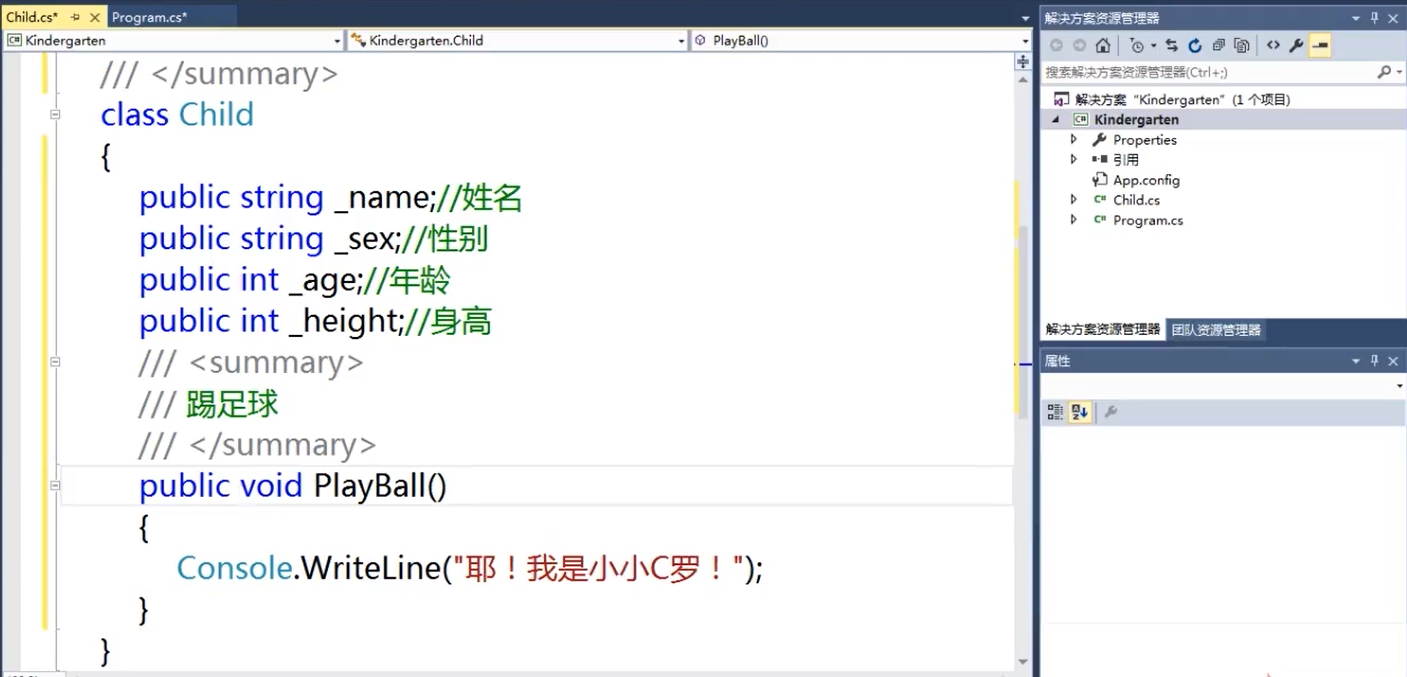 Child.cs*
Program.cs*
Kindergarten
Kindergarten.Child
PlayBall()
/// </summary>
class Child
{
public string _name;//姓名
public string _sex;//性别
public int _age;//年龄
public int _height;//身高
/// <summary>
/// 踢足球
/// </summary>
public void PlayBall()
{
Console.WriteLine("耶！我是小小C罗！");
}
}
解决方案资源管理器
搜索解决方案资源管理器(Ctrl+;)
解决方案 "Kindergarten" (1 个项目)
Kindergarten
Properties
引用
App.config
Child.cs
Program.cs
解决方案资源管理器
团队资源管理器
属性